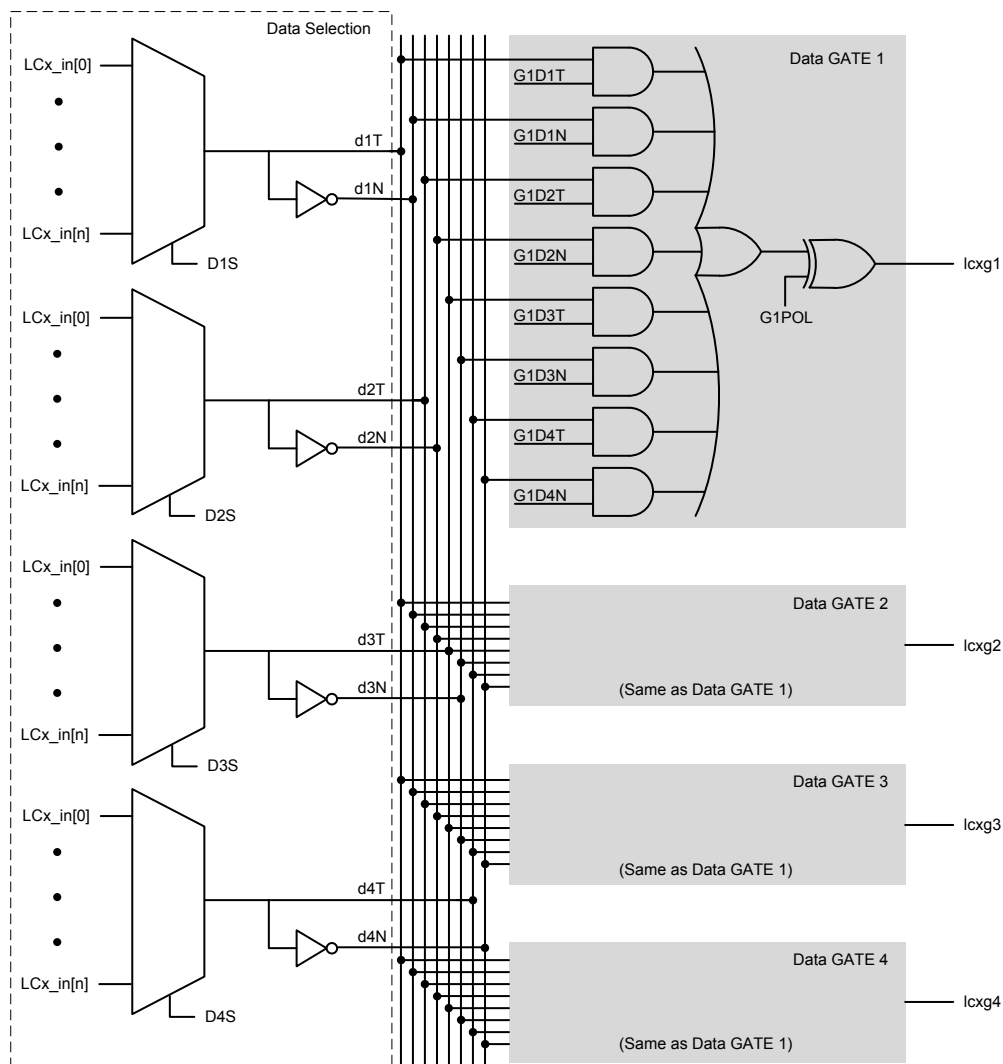 Data Selection
LCx_in[0]
LCx_in[n]
D1S
d1T
d1N
LCx_in[0]
LCx_in[n]
D2S
d2T
d2N
LCx_in[0]
LCx_in[n]
D3S
d3T
d3N
LCx_in[0]
LCx_in[n]
D4S
d4T
d4N
Data GATE 1
G1D1T
G1D1N
G1D2T
G1D2N
G1D3T
G1D3N
G1D4T
G1D4N
G1POL
lcxg1
Data GATE 2
(Same as Data GATE 1)
lcxg2
Data GATE 3
(Same as Data GATE 1)
lcxg3
Data GATE 4
(Same as Data GATE 1)
lcxg4